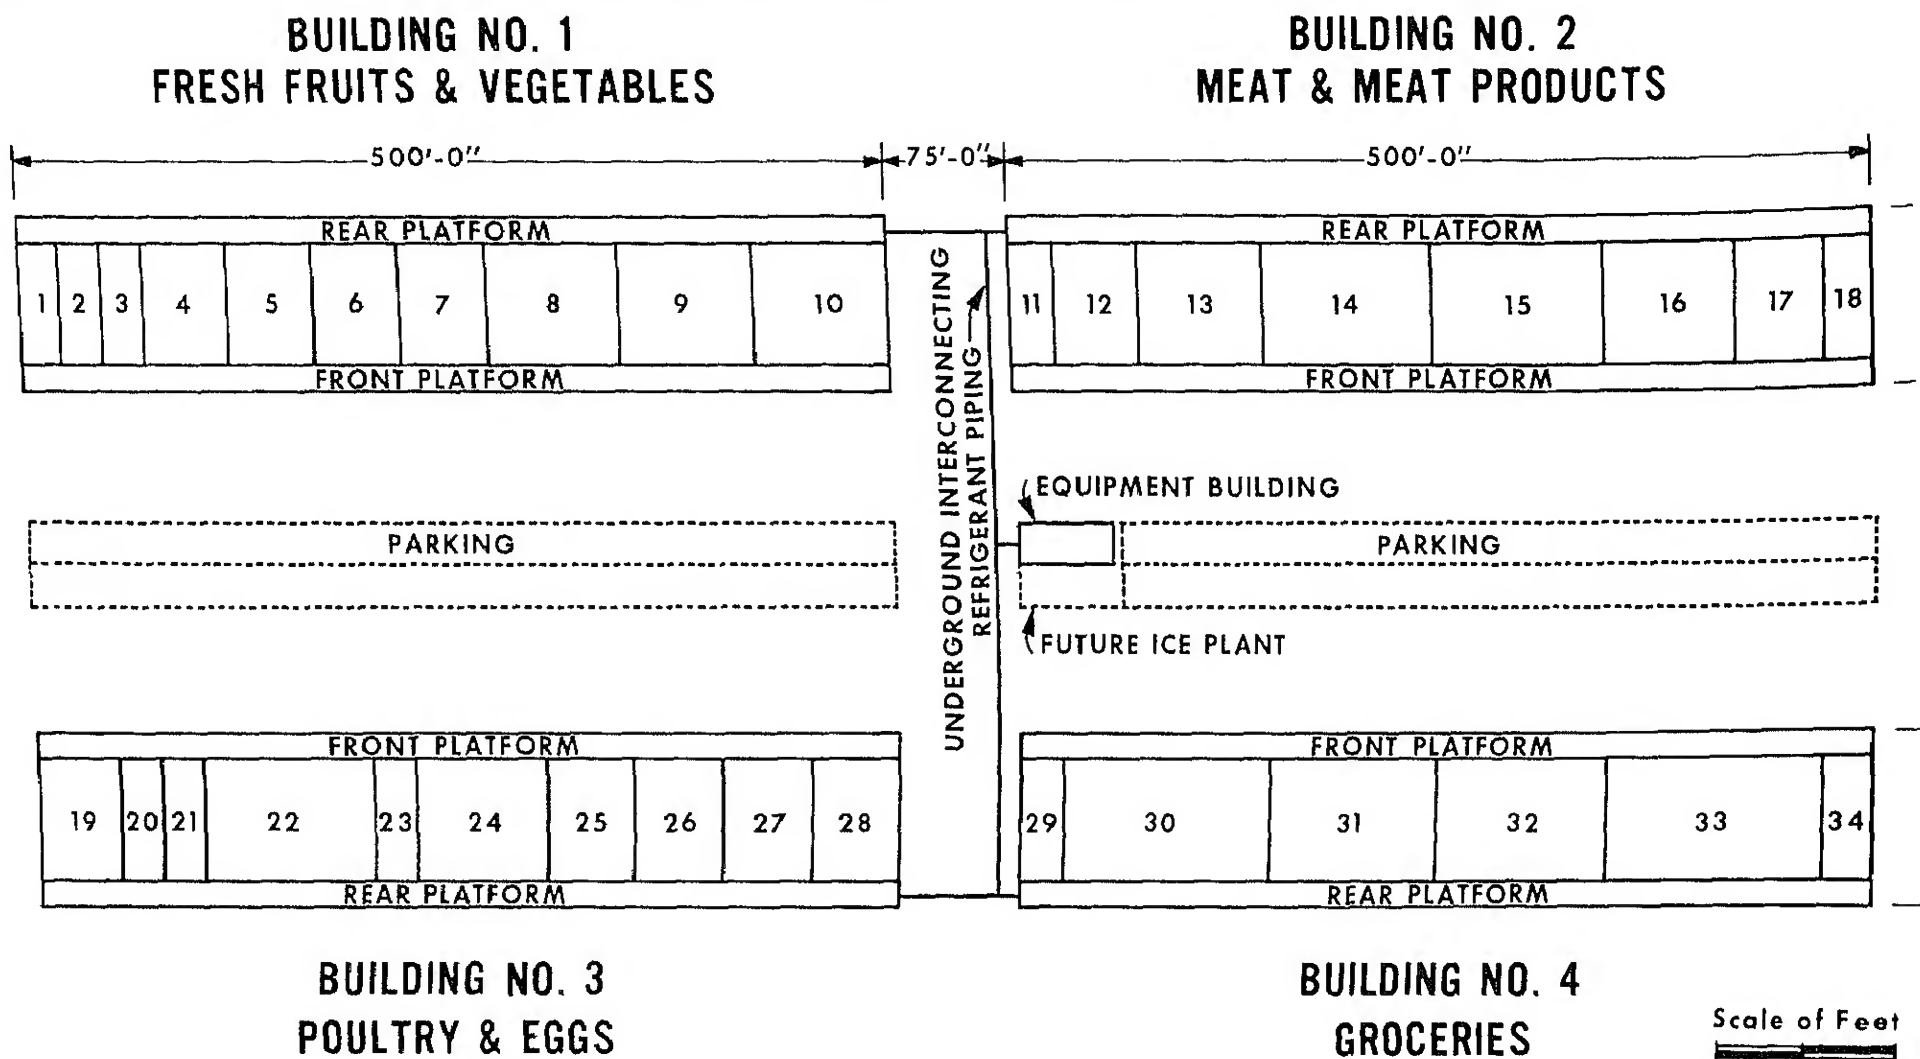 BUILDING NO. 1
FRESH FRUITS & VEGETABLES
BUILDING NO. 2
MEAT & MEAT PRODUCTS
500'-0"
75'-0"
500'-0"
REAR PLATFORM
1 2 3 4 5 6 7 8 9 10
FRONT PLATFORM
REAR PLATFORM
11 12 13 14 15 16 17 18
FRONT PLATFORM
UNDERGROUND INTERCONNECTING
REFRIGERANT PIPING
EQUIPMENT BUILDING
PARKING
PARKING
FUTURE ICE PLANT
FRONT PLATFORM
19 20 21 22 23 24 25 26 27 28
REAR PLATFORM
FRONT PLATFORM
29 30 31 32 33 34
REAR PLATFORM
BUILDING NO. 3
POULTRY & EGGS
BUILDING NO. 4
GROCERIES
Scale of Feet